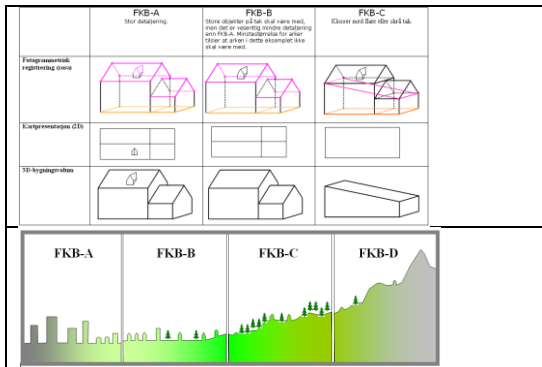 FKB-A
Stor detaljering.
FKB-B
Store objekter på tak skal være med,
men det er vesentlig mindre detaljering
enn FKB-A. Minstestørrelse for arker
tilsier at arken i dette eksemplet ikke
skal være med.
FKB-C
Klosser med flate eller skrå tak
Fotogrammetrisk
registrering (rosa)
Kartpresentasjon (2D)
3D-bygningsvolum
FKB-A
FKB-B
FKB-C
FKB-D